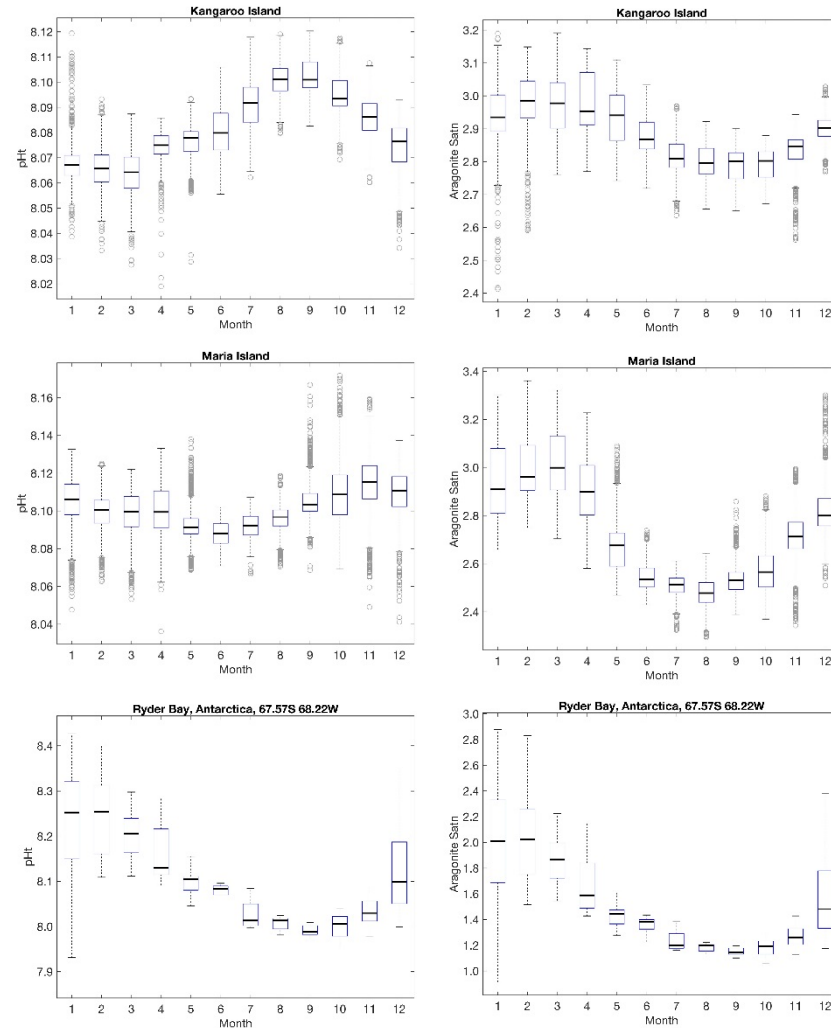 Kangaroo Island
8.12
8.11
8.10
8.09
8.08
8.07
8.06
8.05
8.04
8.03
8.02
pHt
1 2 3 4 5 6 7 8 9 10 11 12
Month
Kangaroo Island
3.2
3.1
3.0
2.9
2.8
2.7
2.6
2.5
2.4
Aragonite Satn
1 2 3 4 5 6 7 8 9 10 11 12
Month
Maria Island
8.16
8.14
8.12
8.10
8.08
8.06
8.04
pHt
1 2 3 4 5 6 7 8 9 10 11 12
Month
Maria Island
3.4
3.2
3.0
2.8
2.6
2.4
Aragonite Satn
1 2 3 4 5 6 7 8 9 10 11 12
Month
Ryder Bay, Antarctica, 67.57S 68.22W
8.4
8.3
8.2
8.1
8.0
7.9
pHt
1 2 3 4 5 6 7 8 9 10 11 12
Month
Ryder Bay, Antarctica, 67.57S 68.22W
3.0
2.8
2.6
2.4
2.2
2.0
1.8
1.6
1.4
1.2
1.0
Aragonite Satn
1 2 3 4 5 6 7 8 9 10 11 12
Month